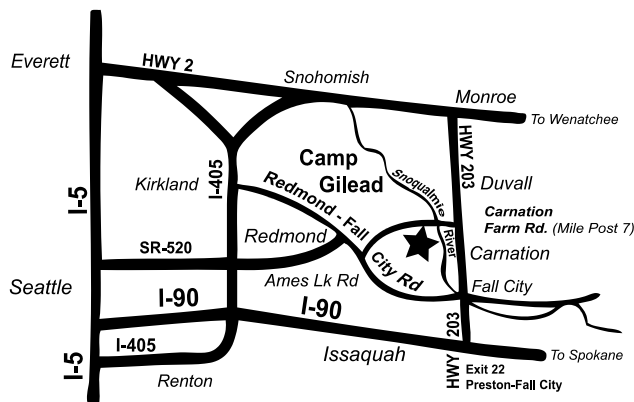 Everett
HWY 2
Snohomish
Monroe
To Wenatchee
I-5
Kirkland
I-405
Camp
Gilead
Snoqualmie
River
HWY 203
Duvall
Redmond - Fall
City Rd
Carnation
Farm Rd. (Mile Post 7)
Redmond
Carnation
SR-520
Ames Lk Rd
Fall City
Seattle
I-90
I-90
I-405
Issaquah
HWY 203
To Spokane
I-5
Renton
Exit 22
Preston-Fall City